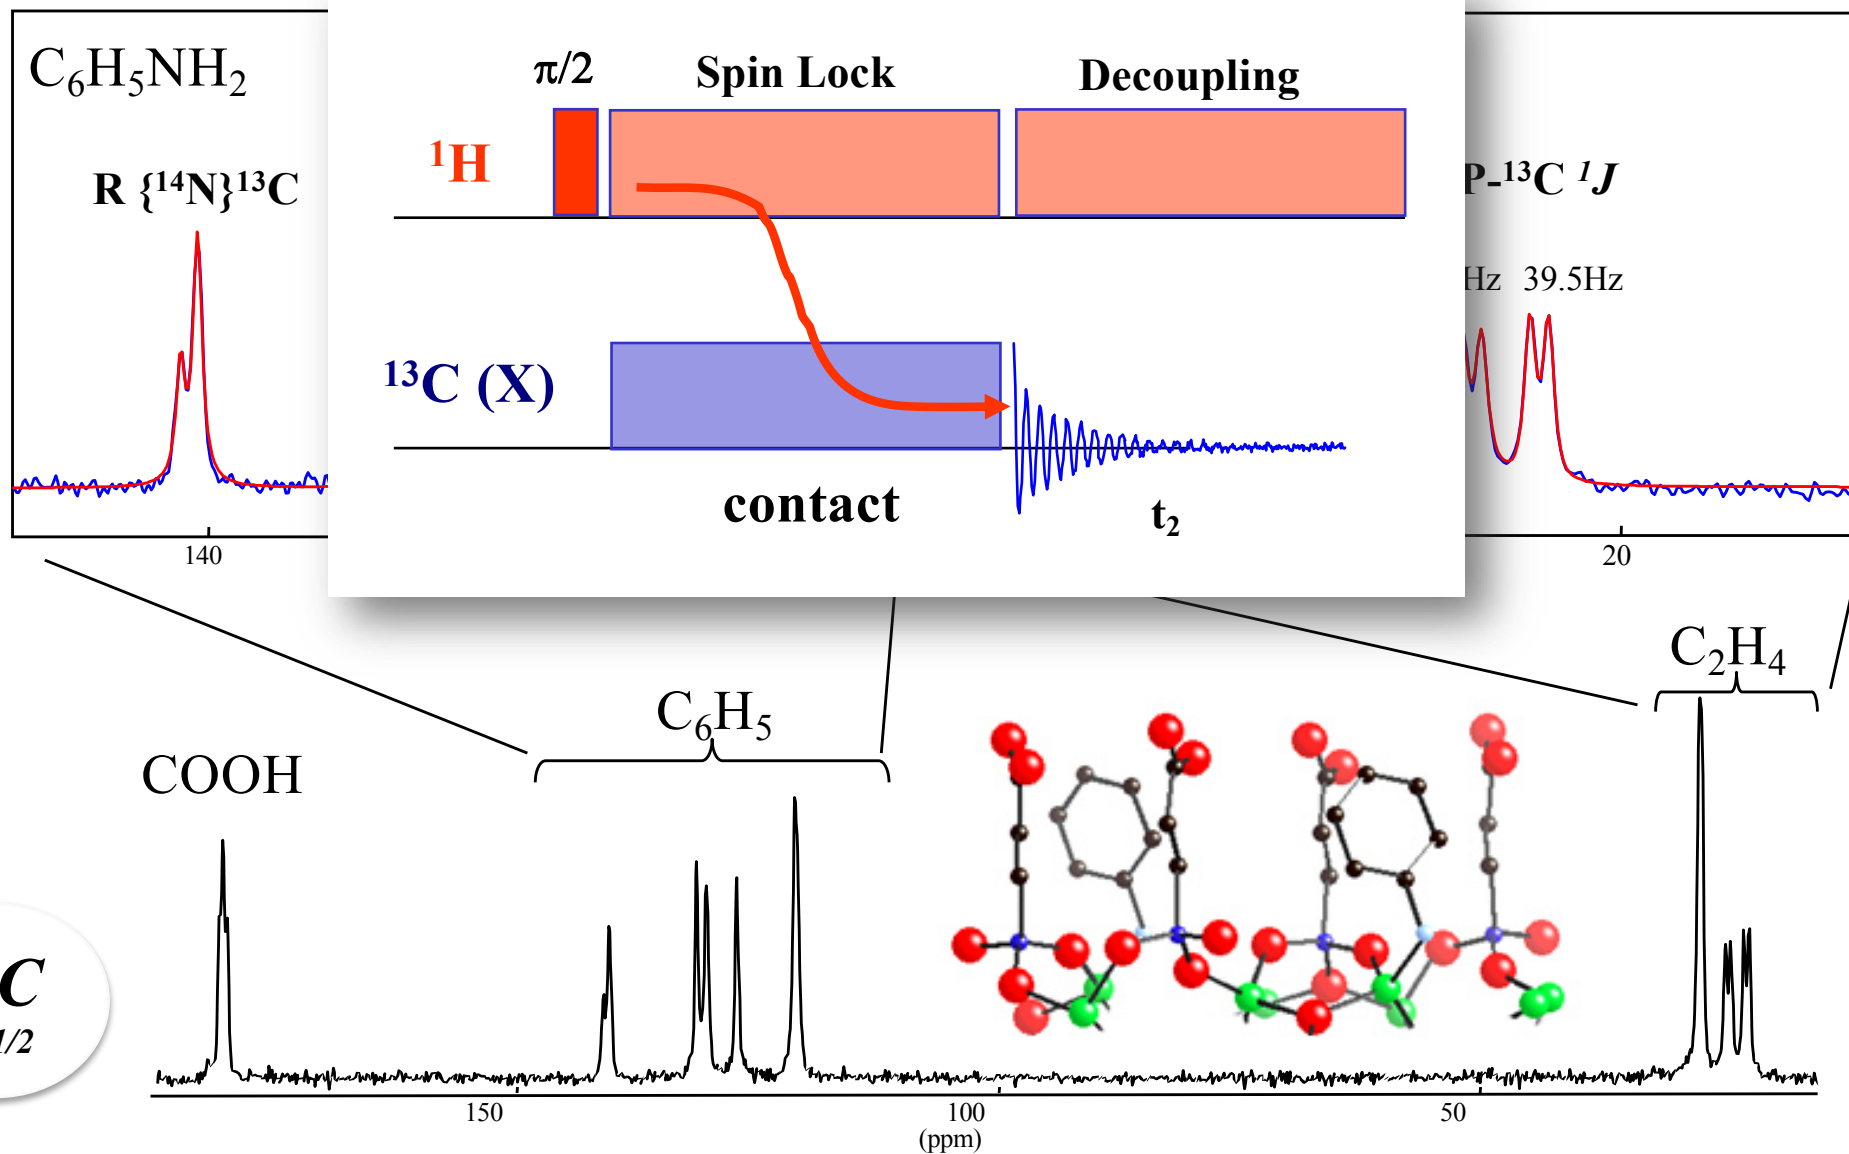 C₆H₅NH₂
R {¹⁴N}¹³C
140
π/2
Spin Lock
Decoupling
¹H
¹³C (X)
contact
t₂
P-¹³C ¹J
Hz 39.5Hz
20
C₂H₄
C₆H₅
COOH
C
1/2
150
100
50
(ppm)